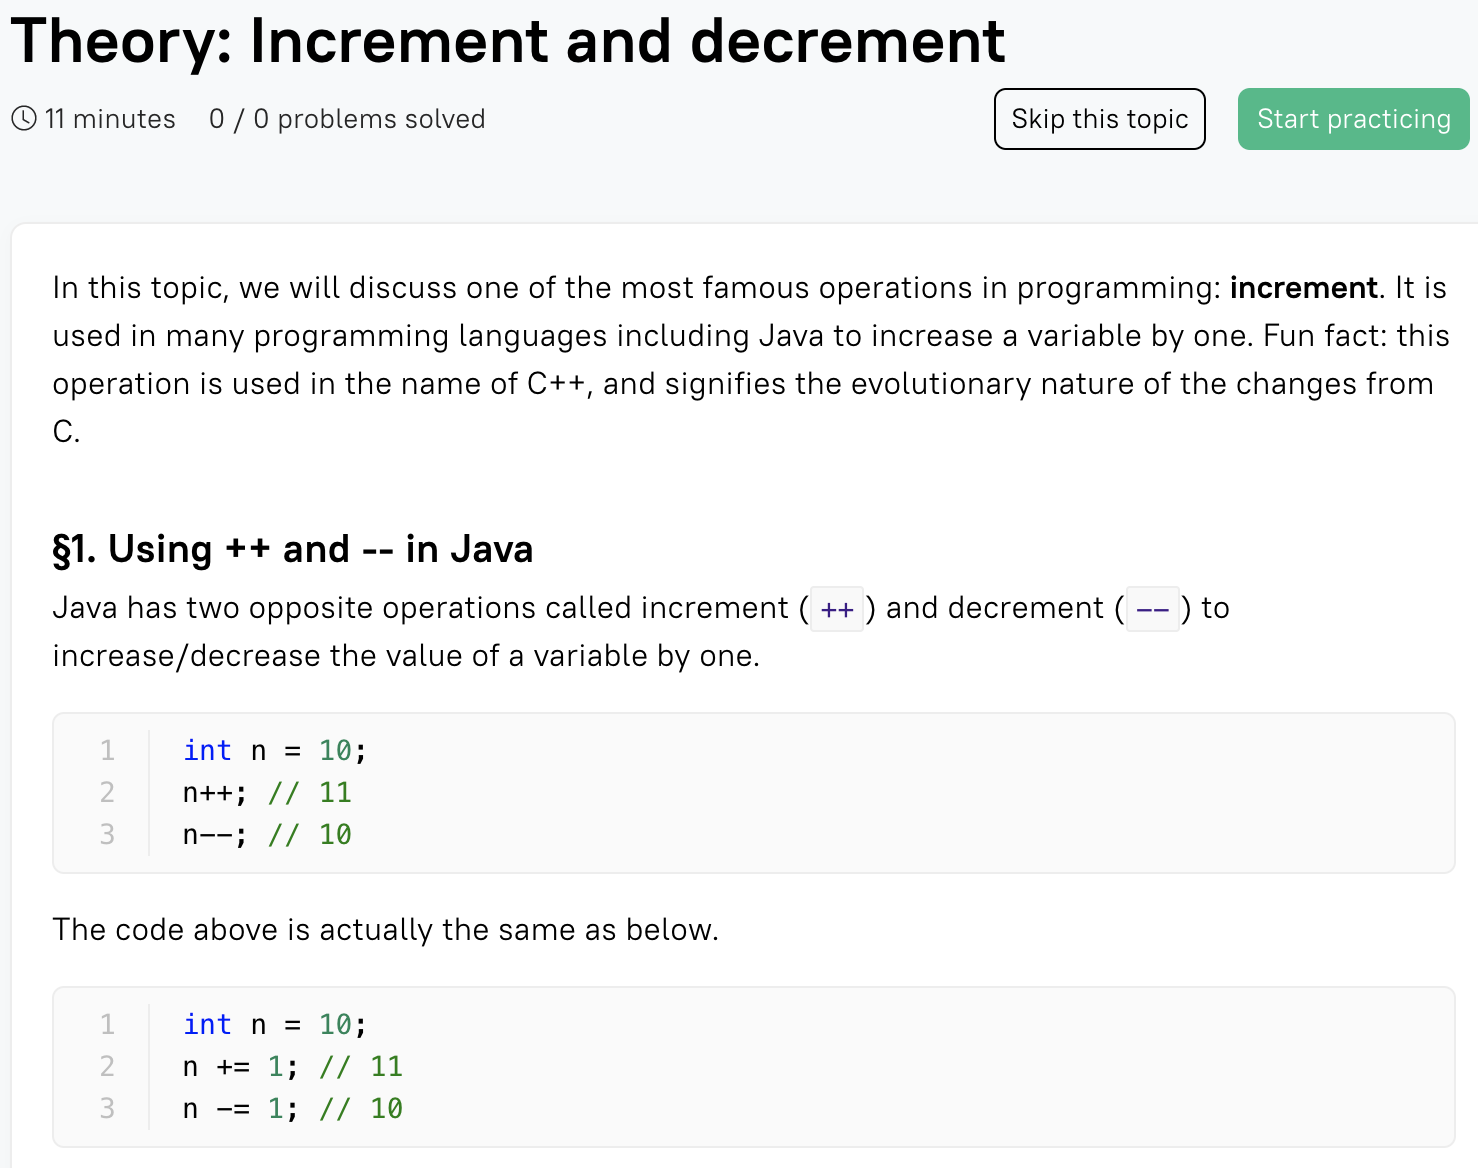 Theory: Increment and decrement
11 minutes 0 / 0 problems solved
Skip this topic
Start practicing
In this topic, we will discuss one of the most famous operations in programming: increment. It is
used in many programming languages including Java to increase a variable by one. Fun fact: this
operation is used in the name of C++, and signifies the evolutionary nature of the changes from
C.
§1. Using ++ and -- in Java
Java has two opposite operations called increment ( ++ ) and decrement ( -- ) to
increase/decrease the value of a variable by one.
1 int n = 10;
2 n++; // 11
3 n--; // 10
The code above is actually the same as below.
1 int n = 10;
2 n += 1; // 11
3 n -= 1; // 10